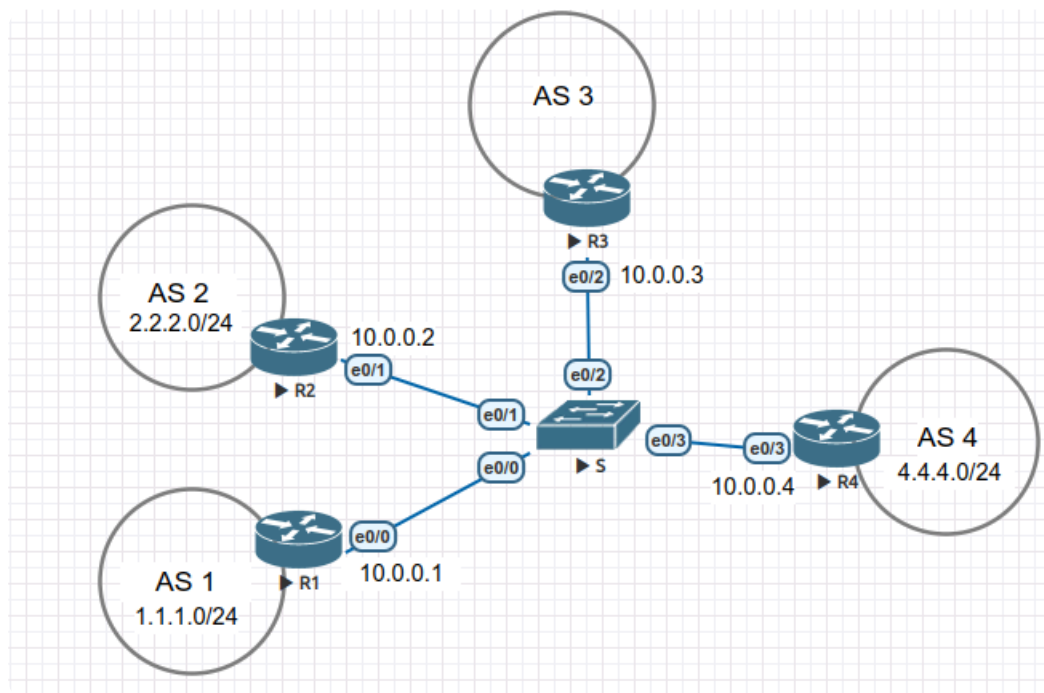 AS 3
R3
e0/2
10.0.0.3
AS 2
2.2.2.0/24
10.0.0.2
e0/1
R2
e0/2
e0/1
S
e0/0
e0/3
e0/3
10.0.0.4
R4
AS 4
4.4.4.0/24
AS 1
1.1.1.0/24
R1
e0/0
10.0.0.1